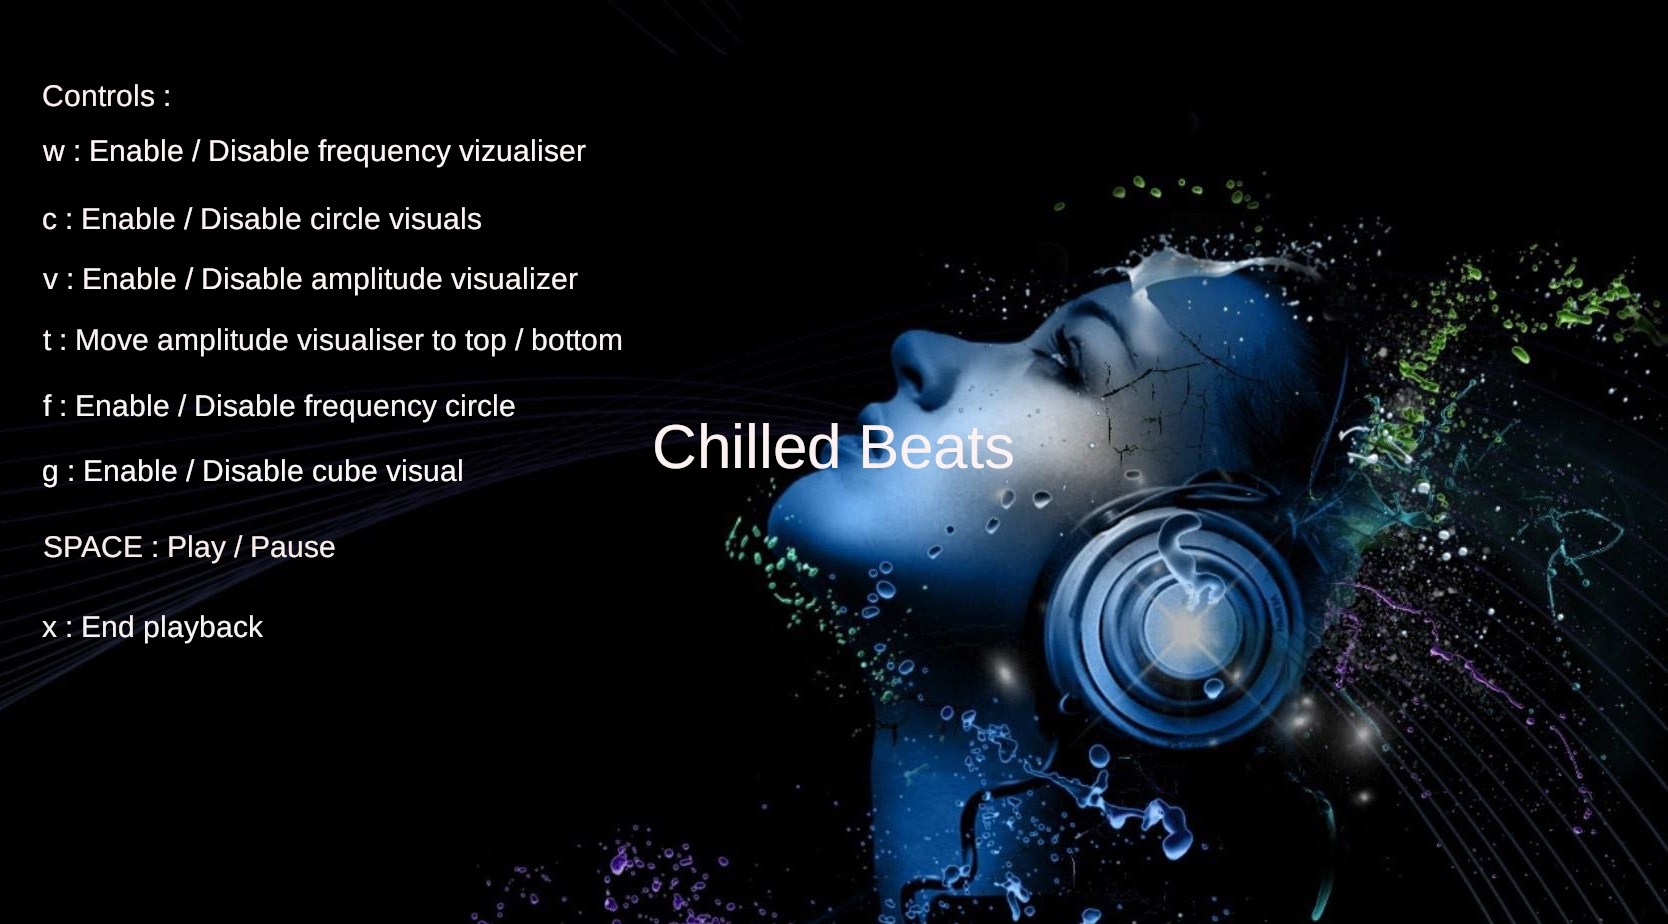 Controls :
w : Enable / Disable frequency vizualiser
c : Enable / Disable circle visuals
v : Enable / Disable amplitude visualizer
t : Move amplitude visualiser to top / bottom
f : Enable / Disable frequency circle
Chilled Beats
g : Enable / Disable cube visual
SPACE : Play / Pause
x : End playback